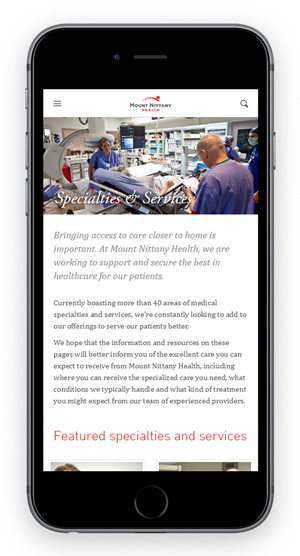 MOUNT NITTANY
HEALTH
Specialties & Services
Bringing access to care closer to home is
important. At Mount Nittany Health, we are
working to support and secure the best in
healthcare for our patients.
Currently boasting more than 40 areas of medical
specialties and services, we're constantly looking to add to
our offerings to serve our patients better.
We hope that the information and resources on these
pages will better inform you of the excellent care you can
expect to receive from Mount Nittany Health, including
where you can receive the specialized care you need, what
conditions we typically handle and what kind of treatment
you might expect from our team of experienced providers.
Featured specialties and services